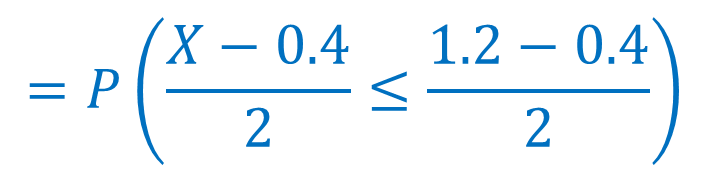 = P ( (X − 0.4) / 2 ≤ (1.2 − 0.4) / 2 )